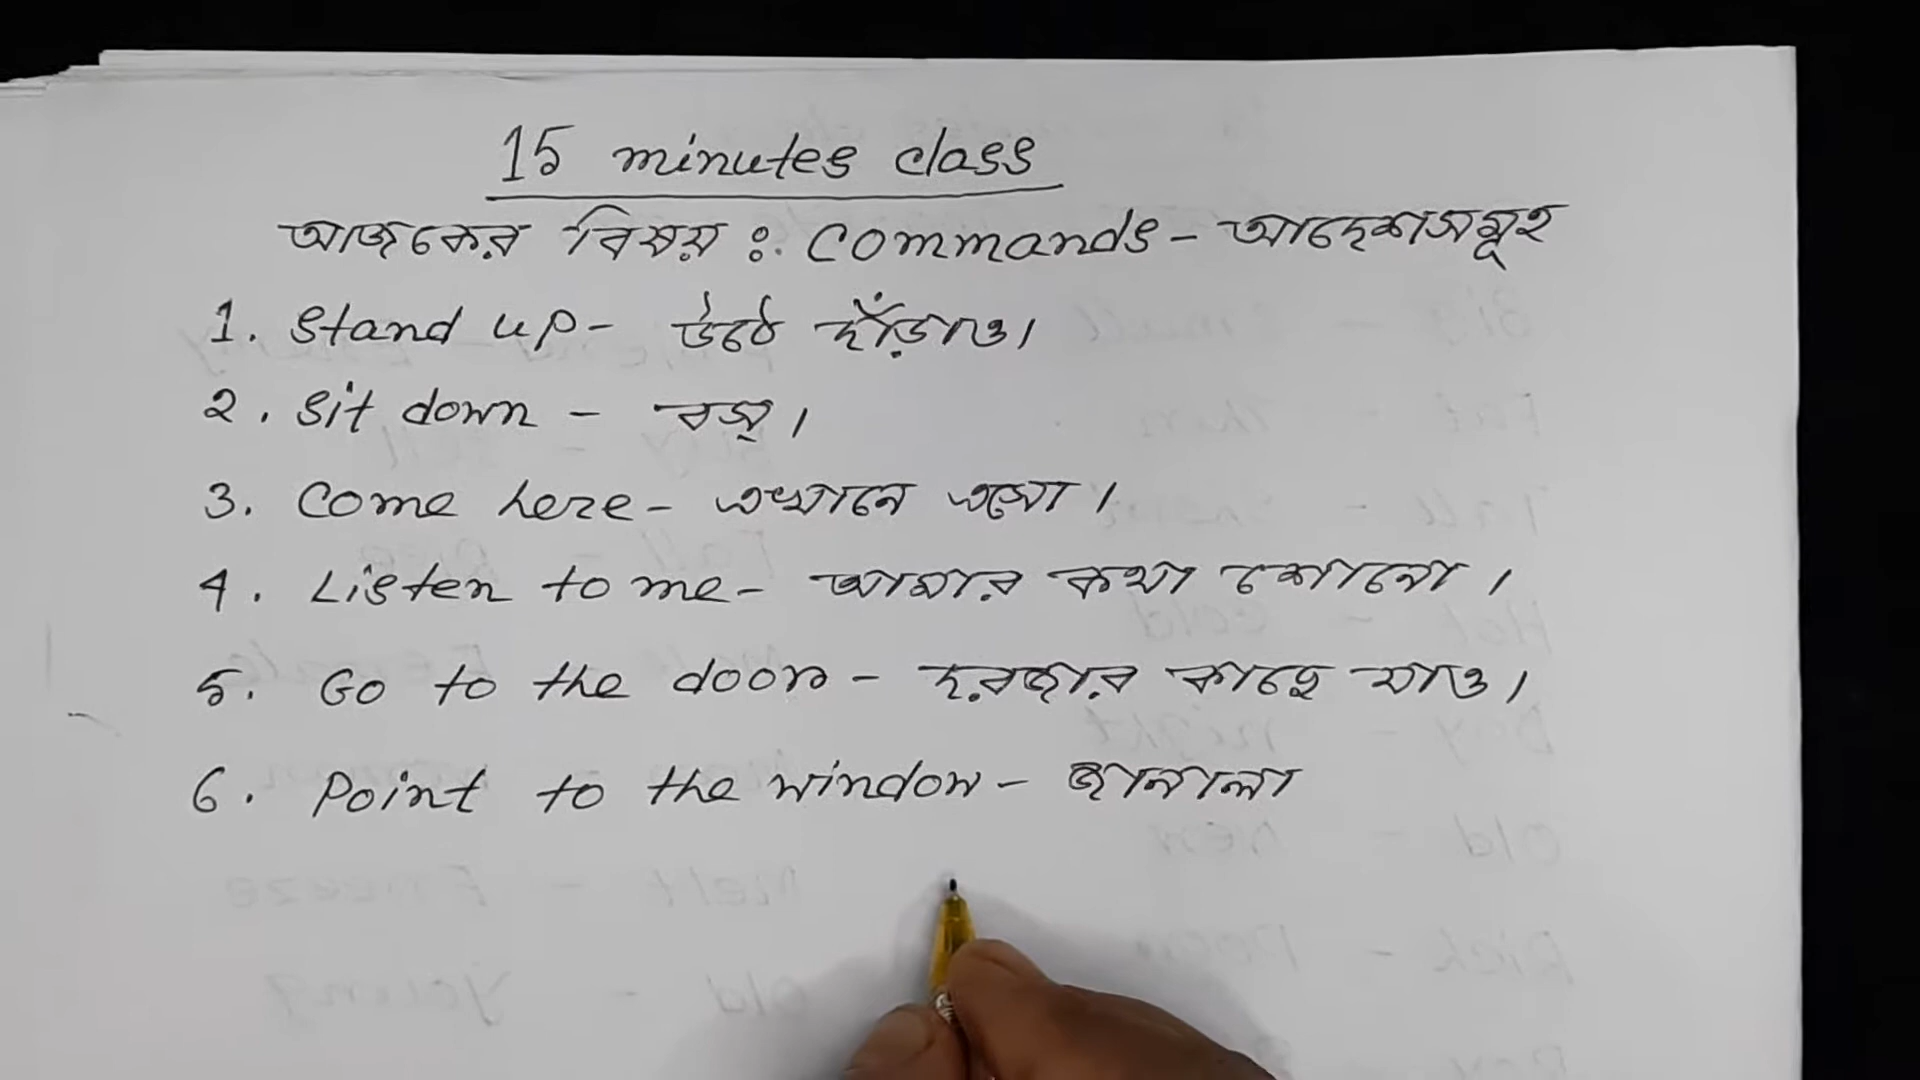 15 minutes class
আজকের বিষয় ঃ. Commands - আদেশসমূহ
1. Stand up - উঠে দাঁড়াও।
2. Sit down - বস।
3. Come here - এখানে এসো।
4. Listen to me - আমার কথা শোনো।
5. Go to the door - দরজার কাছে যাও।
6. Point to the window - জানালা